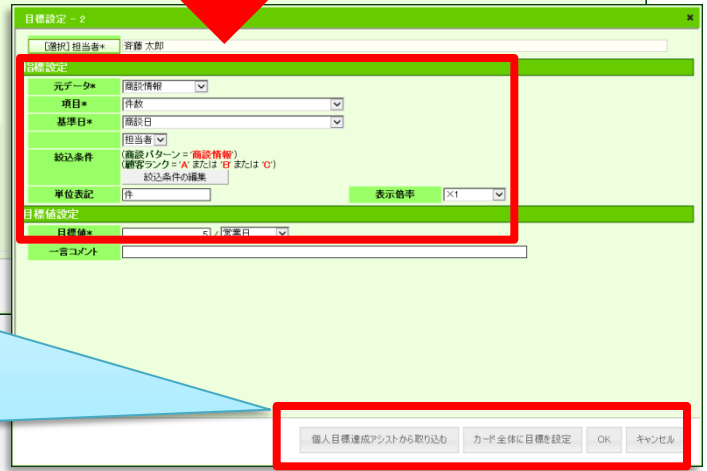 目標設定 - 2 ×
[選択] 担当者* 斉藤 太郎
指標設定
元データ* 商談情報
項目* 件数
基準日* 商談日
担当者
絞込条件 (商談パターン = '商談情報')
(顧客ランク = 'A' または 'B' または 'C')
絞込条件の編集
単位表記 件 表示倍率 ×1
目標値設定
目標値* 5 / 営業日
一言コメント
個人目標達成アシストから取り込む カード全体に目標を設定 OK キャンセル